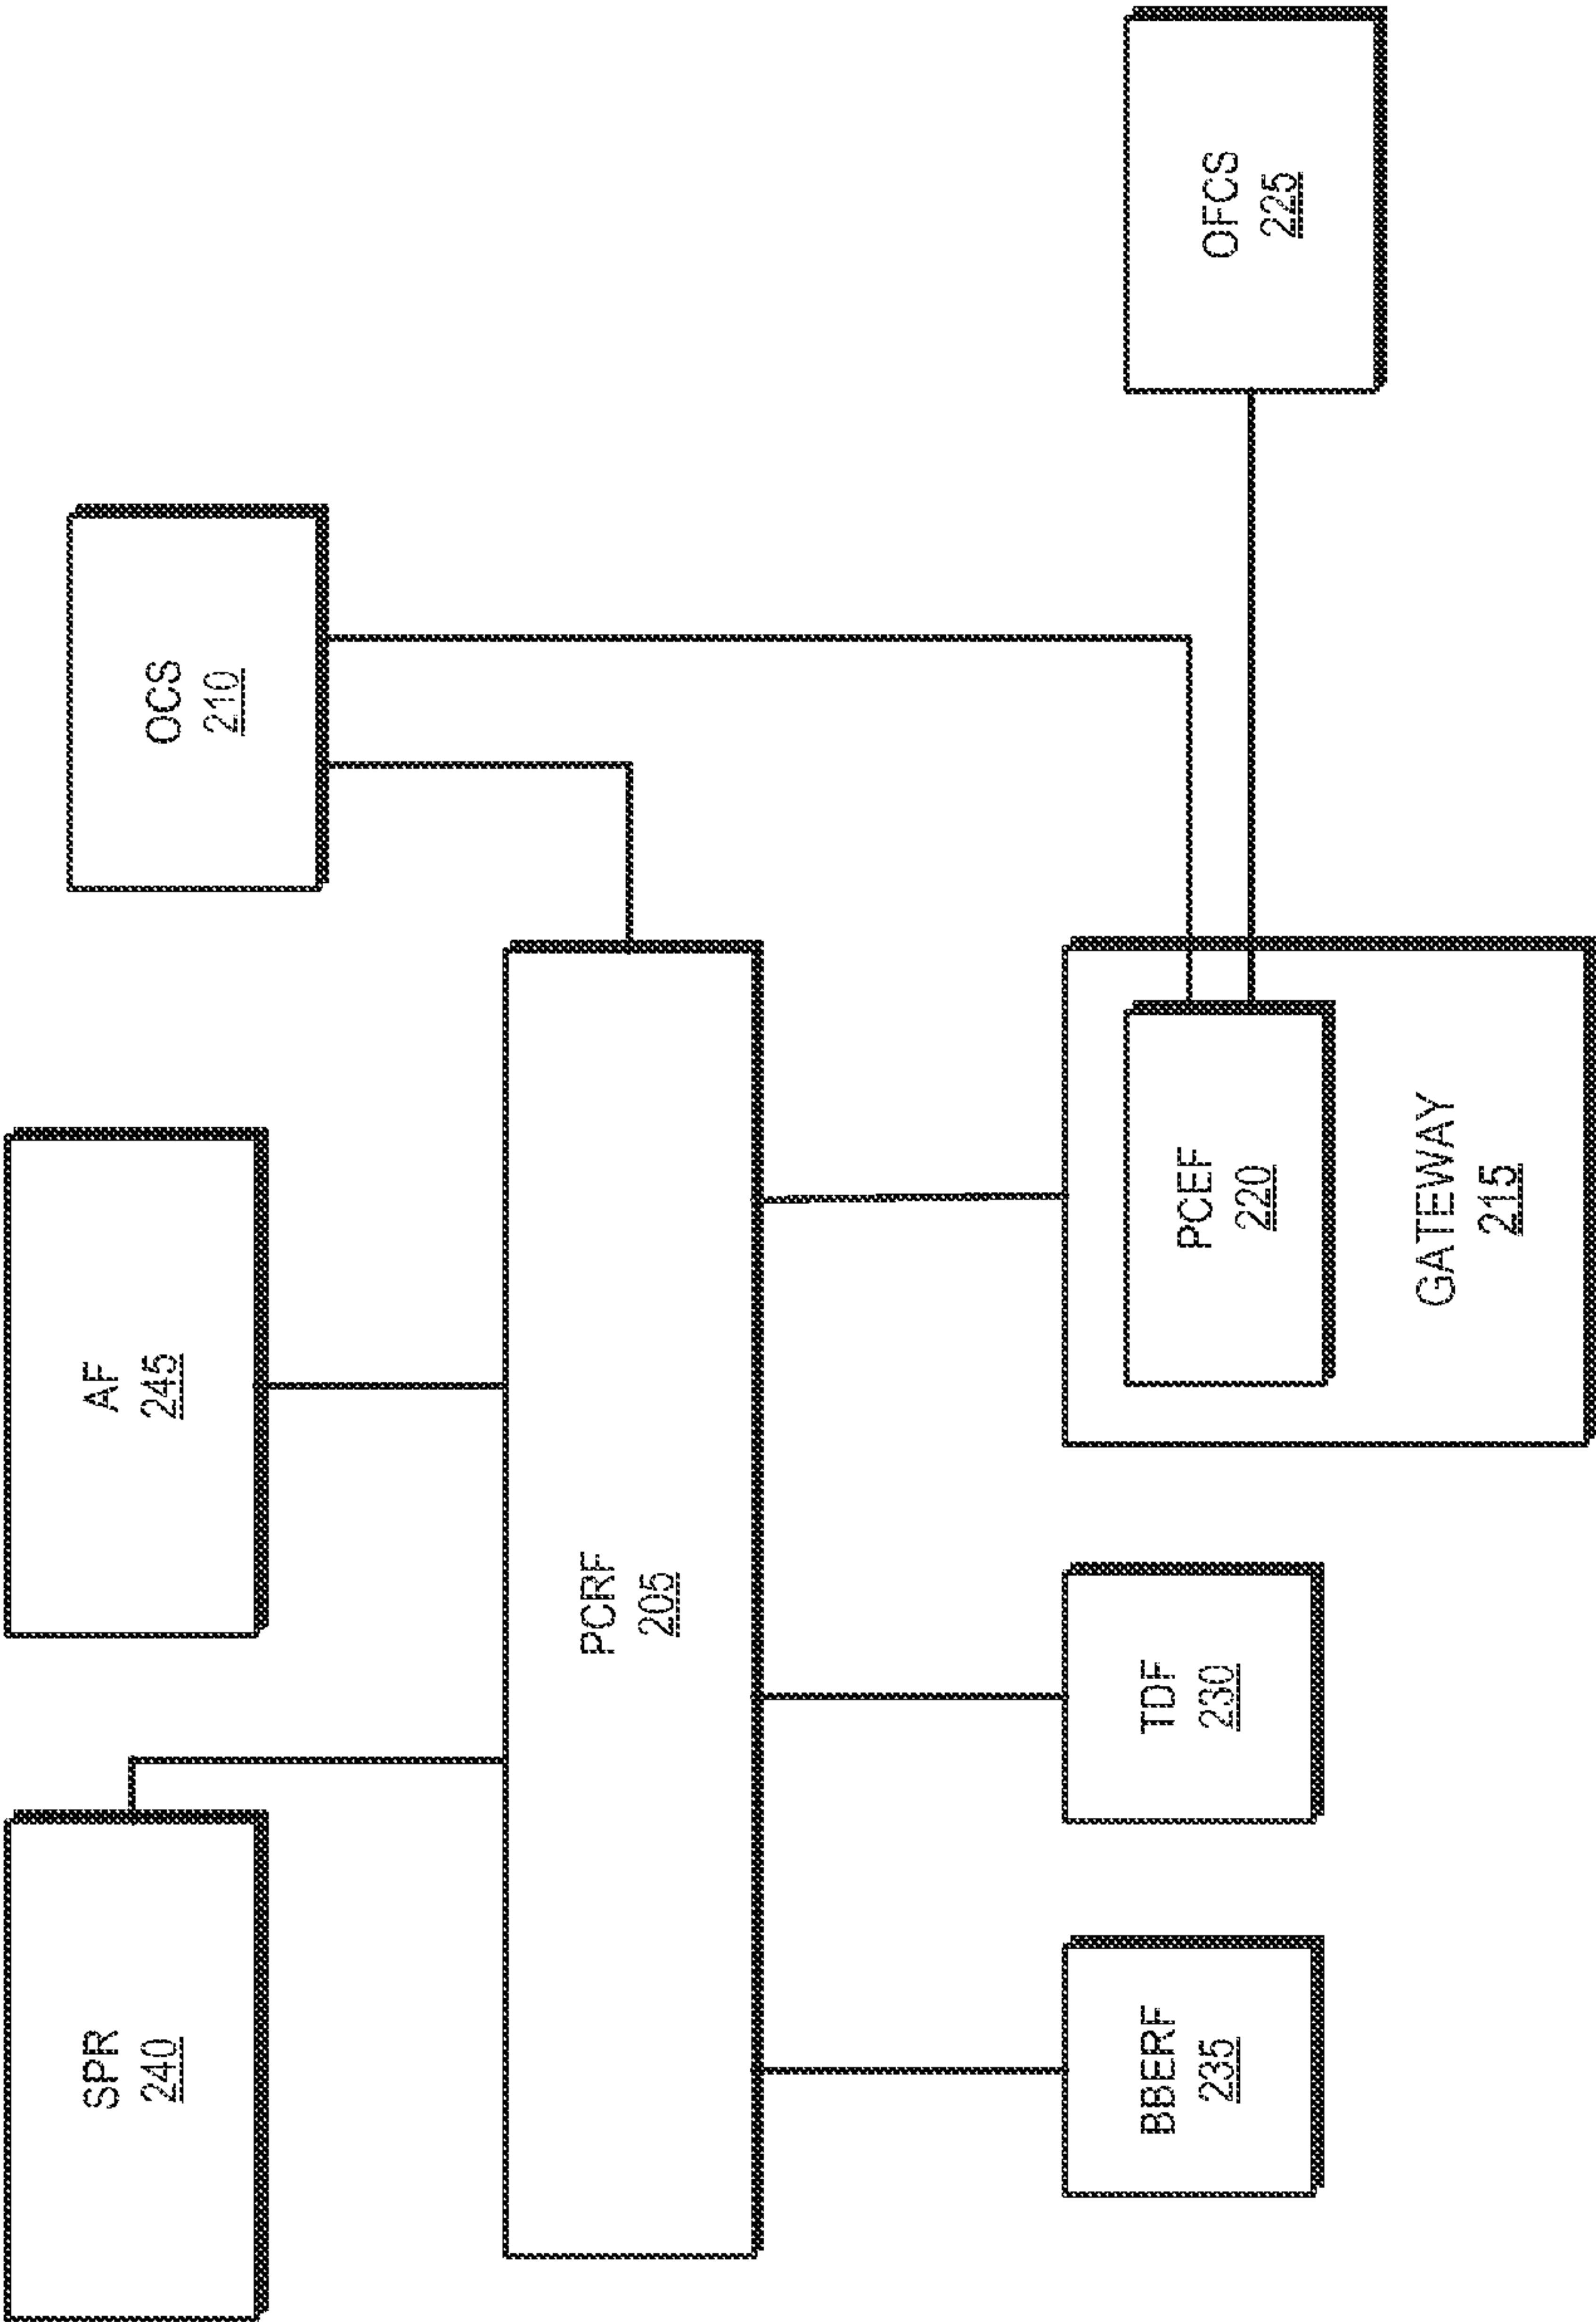 SPR
240
AF
245
OCS
210
PCRF
205
BBERF
235
TDF
230
PCEF
220
GATEWAY
215
OFCS
225